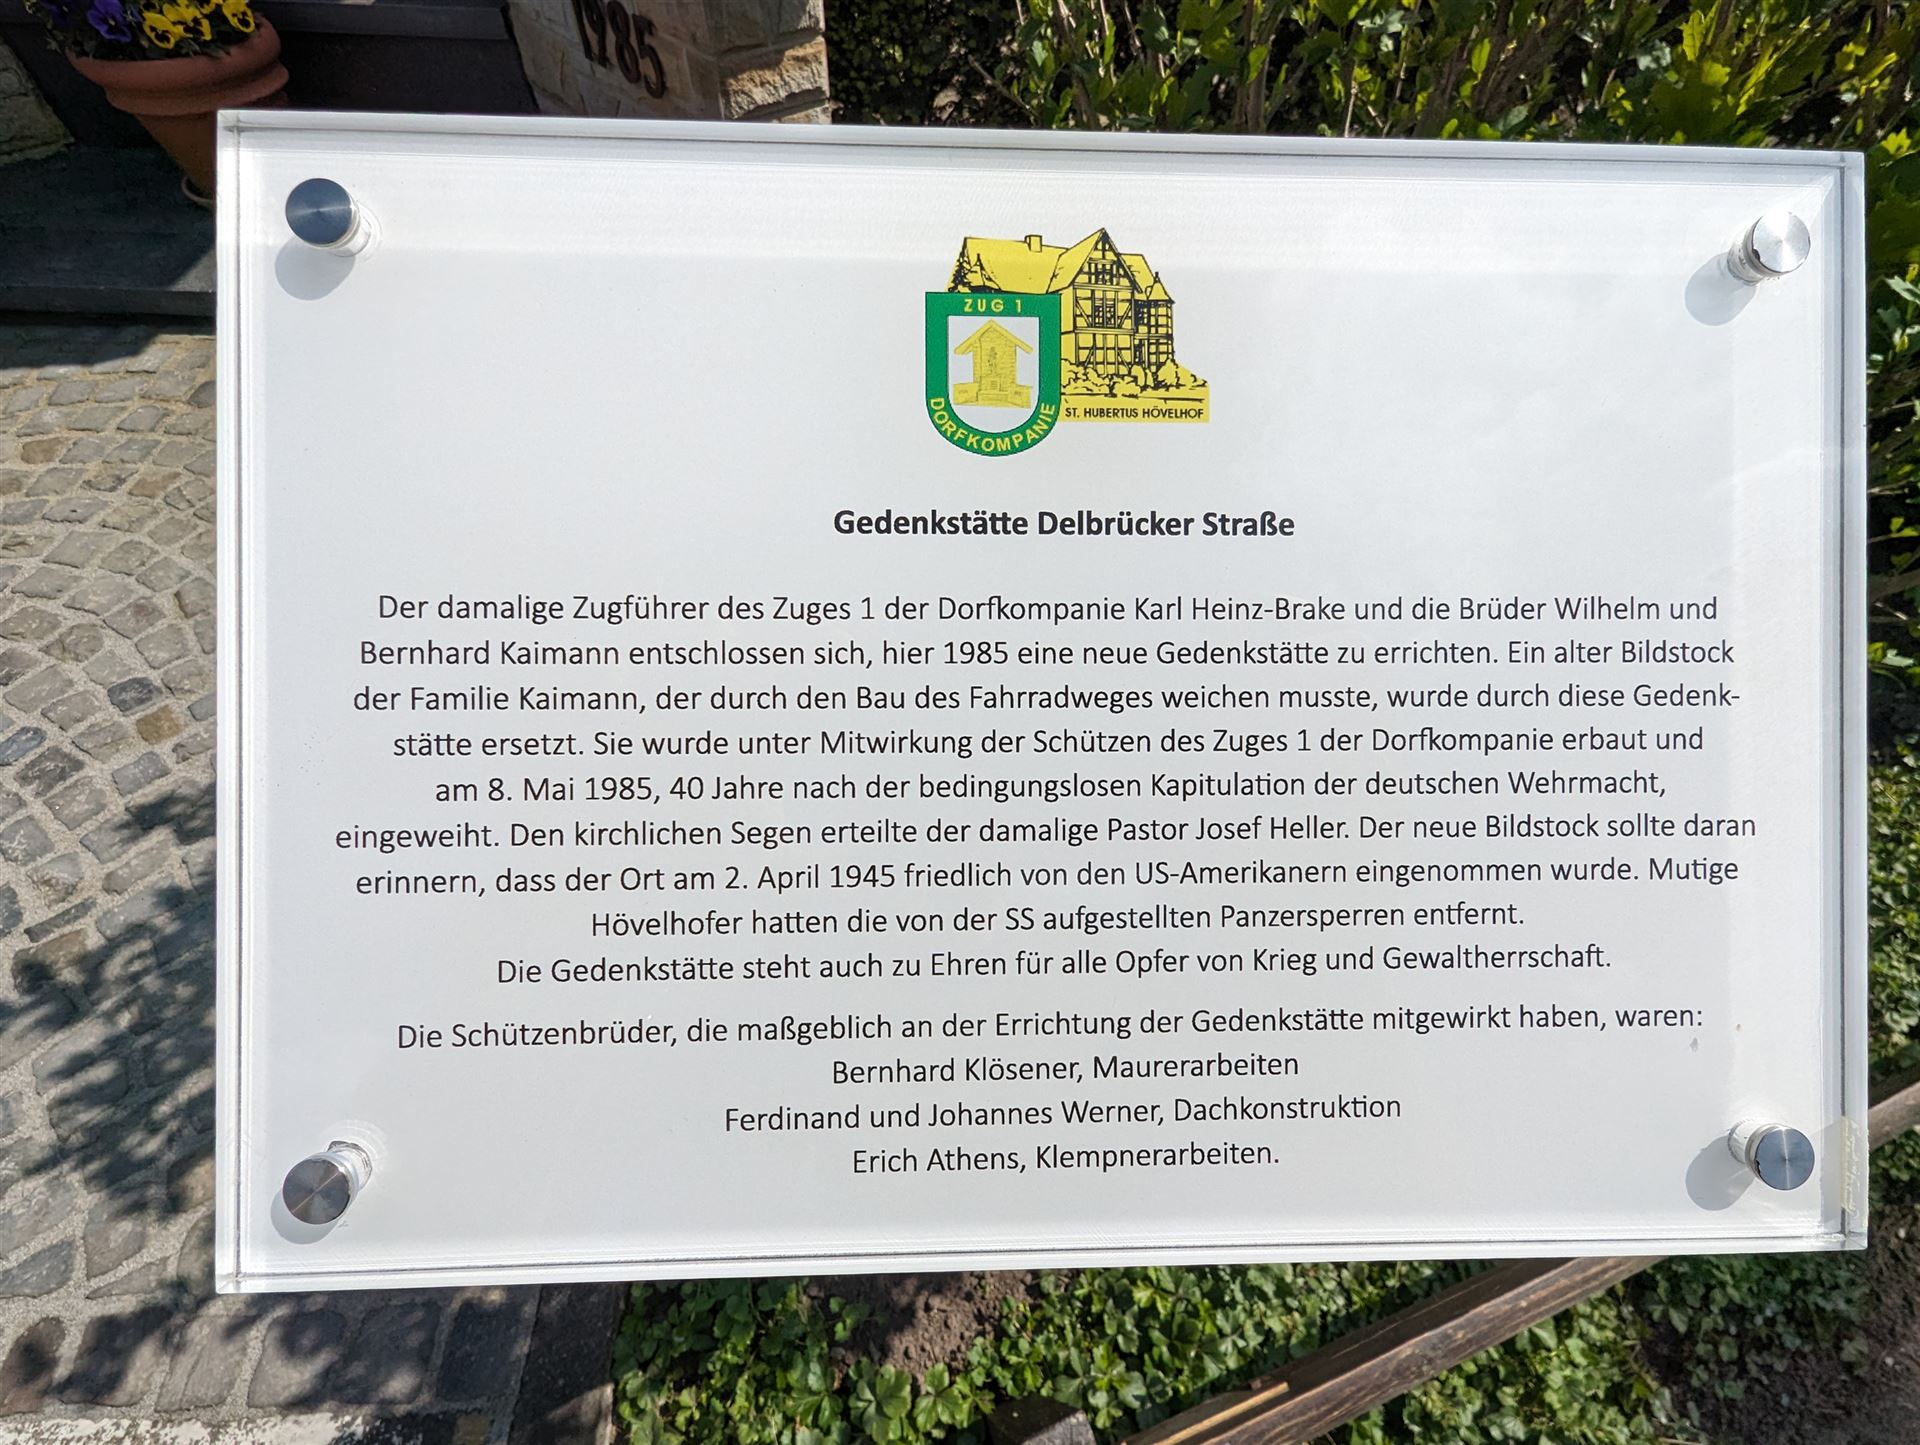 1985
ZUG 1
DORFKOMPANIE
ST. HUBERTUS HÖVELHOF
Gedenkstätte Delbrücker Straße
Der damalige Zugführer des Zuges 1 der Dorfkompanie Karl Heinz-Brake und die Brüder Wilhelm und
Bernhard Kaimann entschlossen sich, hier 1985 eine neue Gedenkstätte zu errichten. Ein alter Bildstock
der Familie Kaimann, der durch den Bau des Fahrradweges weichen musste, wurde durch diese Gedenk-
stätte ersetzt. Sie wurde unter Mitwirkung der Schützen des Zuges 1 der Dorfkompanie erbaut und
am 8. Mai 1985, 40 Jahre nach der bedingungslosen Kapitulation der deutschen Wehrmacht,
eingeweiht. Den kirchlichen Segen erteilte der damalige Pastor Josef Heller. Der neue Bildstock sollte daran
erinnern, dass der Ort am 2. April 1945 friedlich von den US-Amerikanern eingenommen wurde. Mutige
Hövelhofer hatten die von der SS aufgestellten Panzersperren entfernt.
Die Gedenkstätte steht auch zu Ehren für alle Opfer von Krieg und Gewaltherrschaft.
Die Schützenbrüder, die maßgeblich an der Errichtung der Gedenkstätte mitgewirkt haben, waren:
Bernhard Klösener, Maurerarbeiten
Ferdinand und Johannes Werner, Dachkonstruktion
Erich Athens, Klempnerarbeiten.